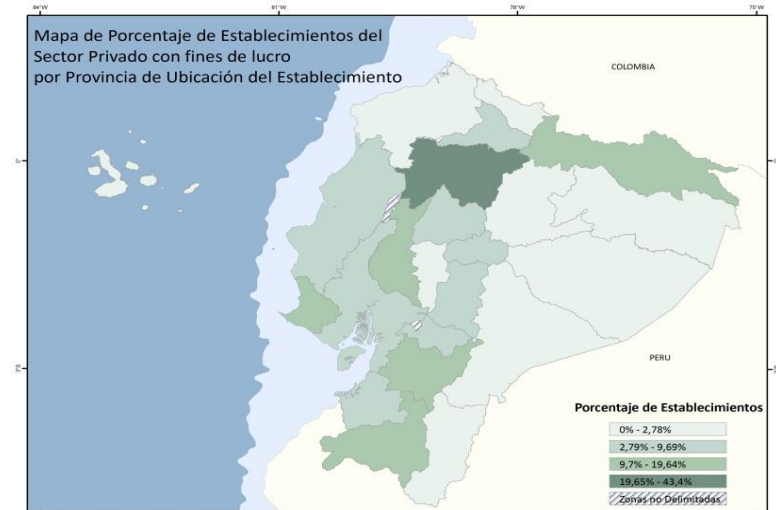 Mapa de Porcentaje de Establecimientos del
Sector Privado con fines de lucro
por Provincia de Ubicación del Establecimiento
81°W
78°W
75°W
COLOMBIA
0°
PERU
Porcentaje de Establecimientos
0% - 2,78%
2,79% - 9,69%
9,7% - 19,64%
19,65% - 43,4%
Zonas no Delimitadas